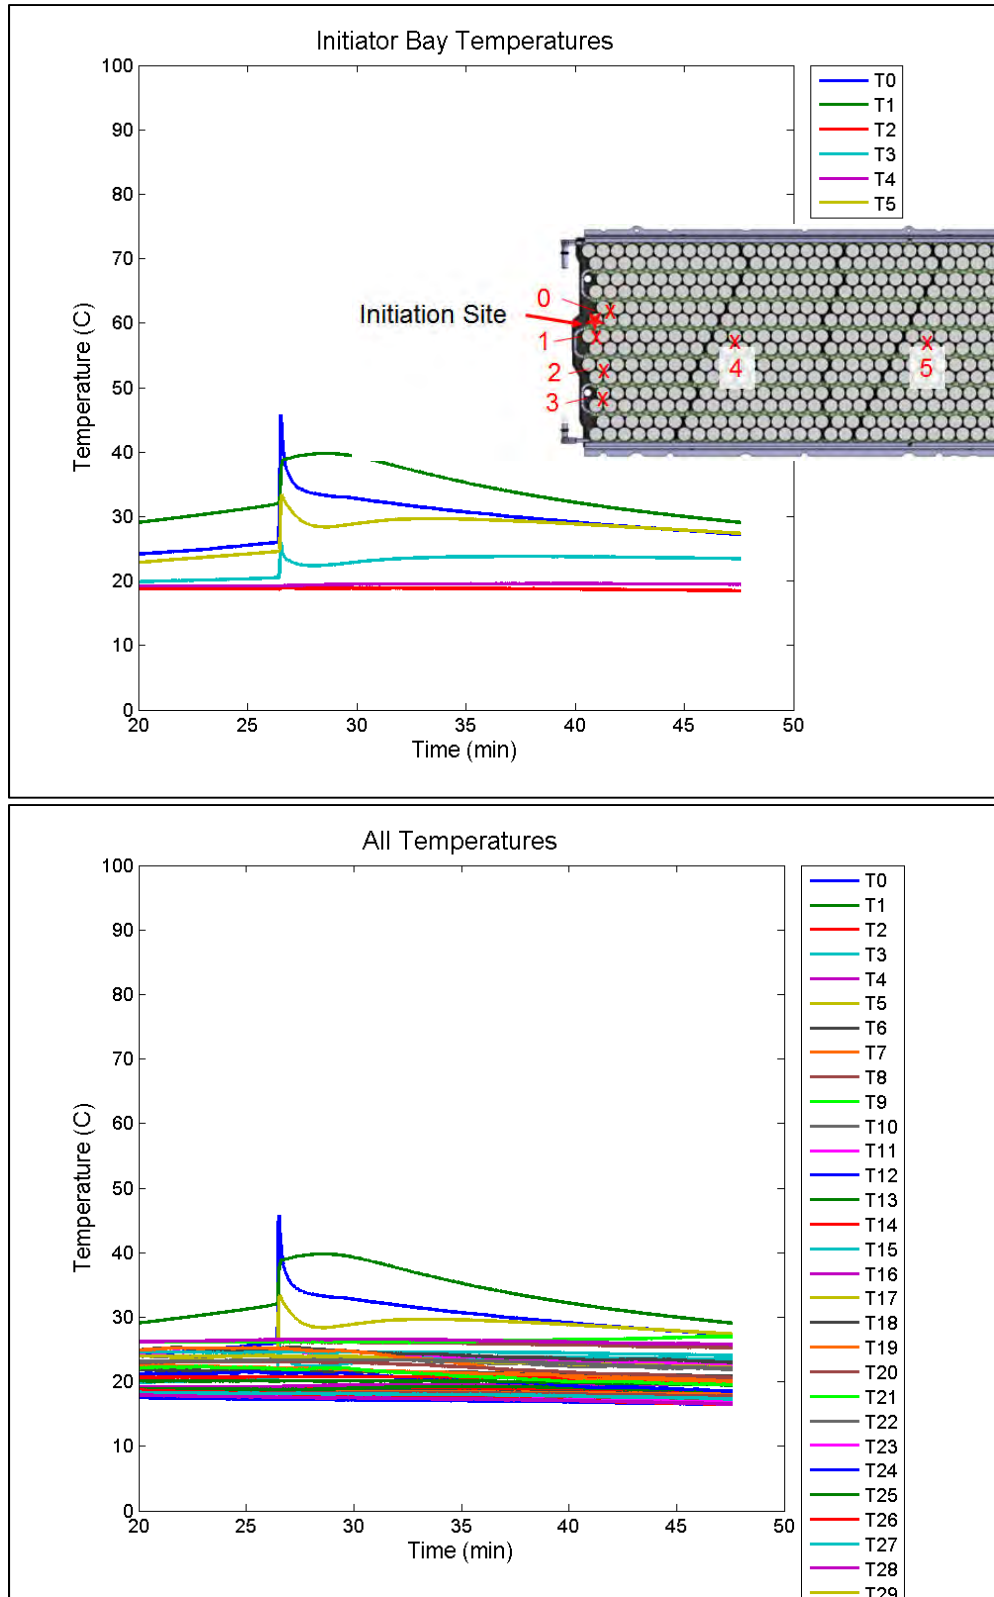 Initiator Bay Temperatures
100
90
80
70
60
50
40
30
20
10
0
Temperature (C)
20
25
30
35
40
45
50
Time (min)
T0
T1
T2
T3
T4
T5
Initiation Site
0
1
2
3
4
5
All Temperatures
100
90
80
70
60
50
40
30
20
10
0
Temperature (C)
20
25
30
35
40
45
50
Time (min)
T0
T1
T2
T3
T4
T5
T6
T7
T8
T9
T10
T11
T12
T13
T14
T15
T16
T17
T18
T19
T20
T21
T22
T23
T24
T25
T26
T27
T28
T29